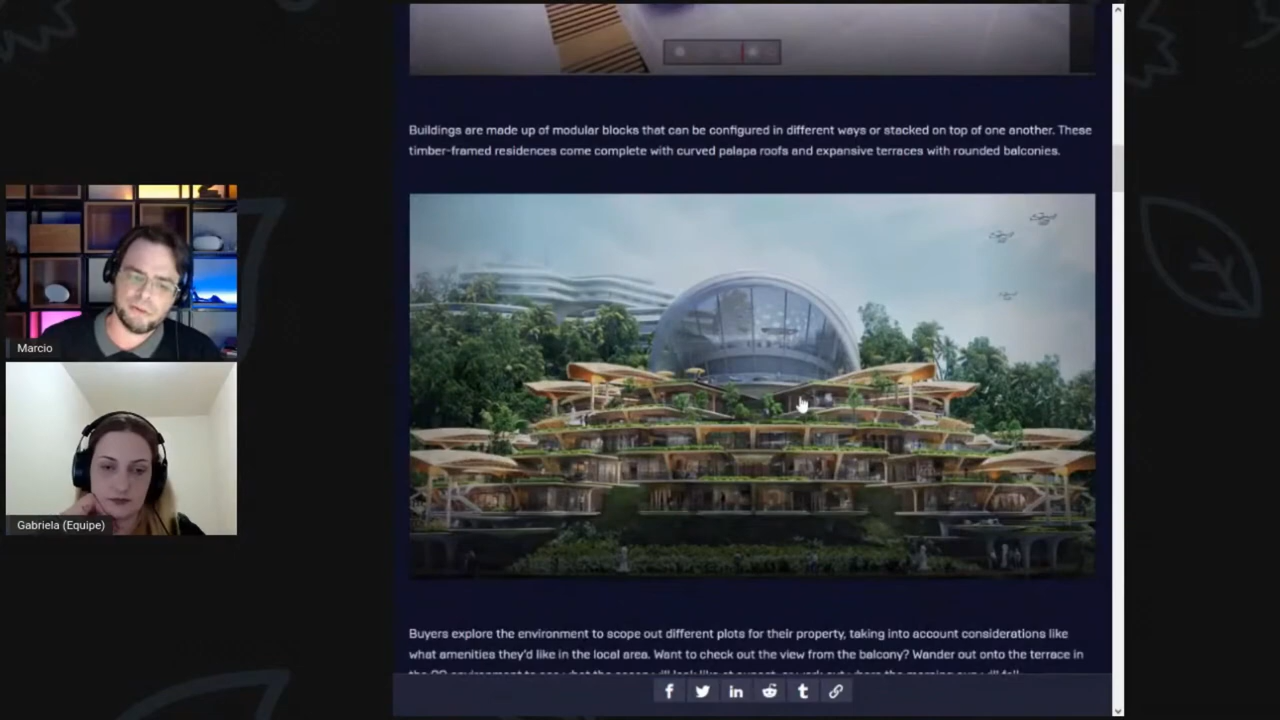 Buildings are made up of modular blocks that can be configured in different ways or stacked on top of one another. These
timber-framed residences come complete with curved palapa roofs and expansive terraces with rounded balconies.
Marcio
Gabriela (Equipe)
Buyers explore the environment to scope out different plots for their property, taking into account considerations like
what amenities they'd like in the local area. Want to check out the view from the balcony? Wander out onto the terrace in